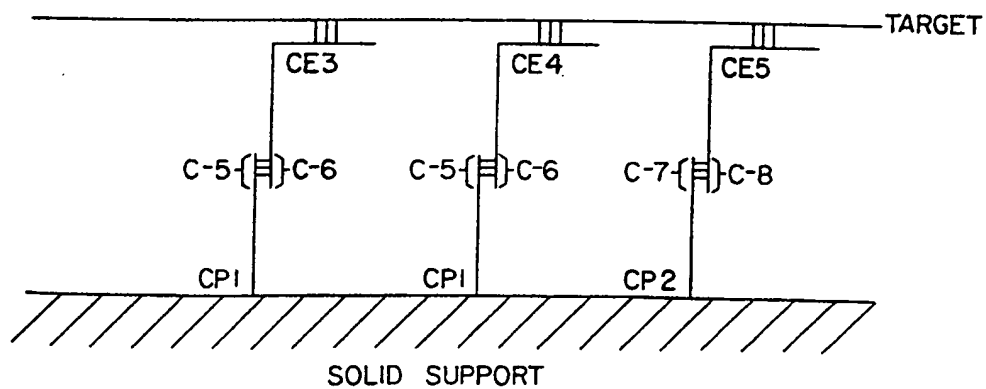 TARGET
CE3 CE4 CE5
C-5 C-6 C-5 C-6 C-7 C-8
CP1 CP1 CP2
SOLID SUPPORT